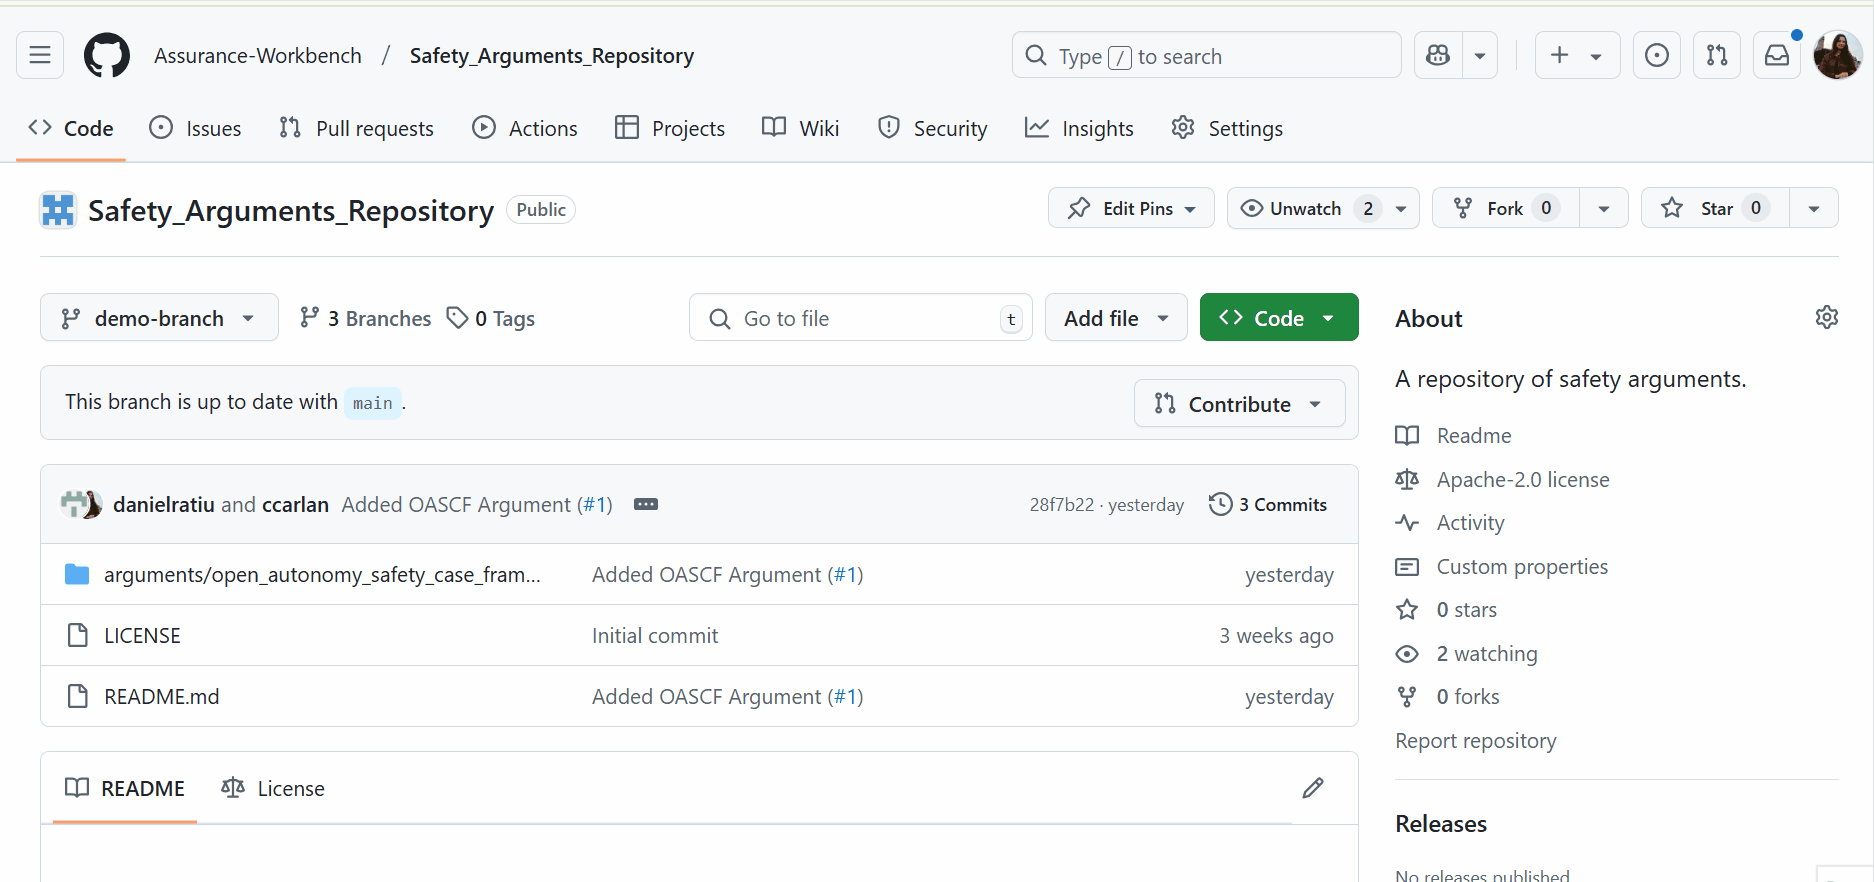 Assurance-Workbench / Safety_Arguments_Repository
Type / to search
Code Issues Pull requests Actions Projects Wiki Security Insights Settings
Safety_Arguments_Repository Public
Edit Pins Unwatch 2 Fork 0 Star 0
demo-branch 3 Branches 0 Tags
Go to file t Add file Code
This branch is up to date with main .
Contribute
danielratiu and ccarlan Added OASCF Argument (#1) 28f7b22 · yesterday 3 Commits
arguments/open_autonomy_safety_case_fram... Added OASCF Argument (#1) yesterday
LICENSE Initial commit 3 weeks ago
README.md Added OASCF Argument (#1) yesterday
README License
About
A repository of safety arguments.
Readme
Apache-2.0 license
Activity
Custom properties
0 stars
2 watching
0 forks
Report repository
Releases
No releases published